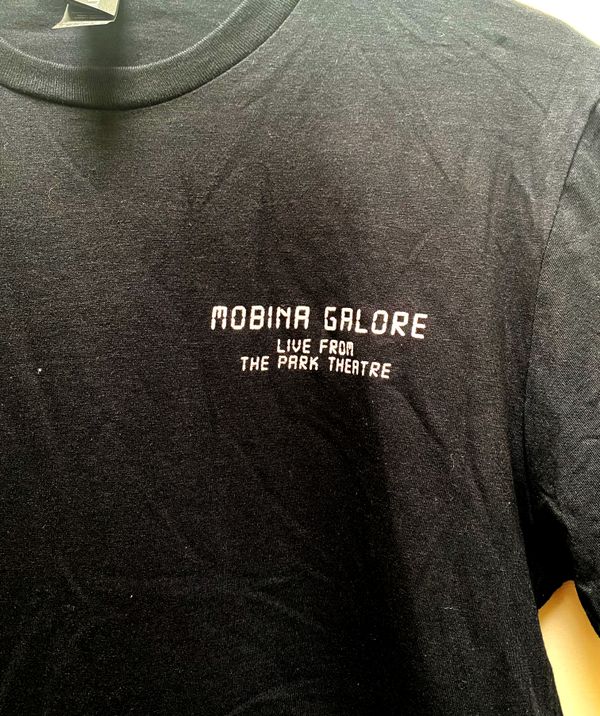 MOBINA GALORE
LIVE FROM
THE PARK THEATRE